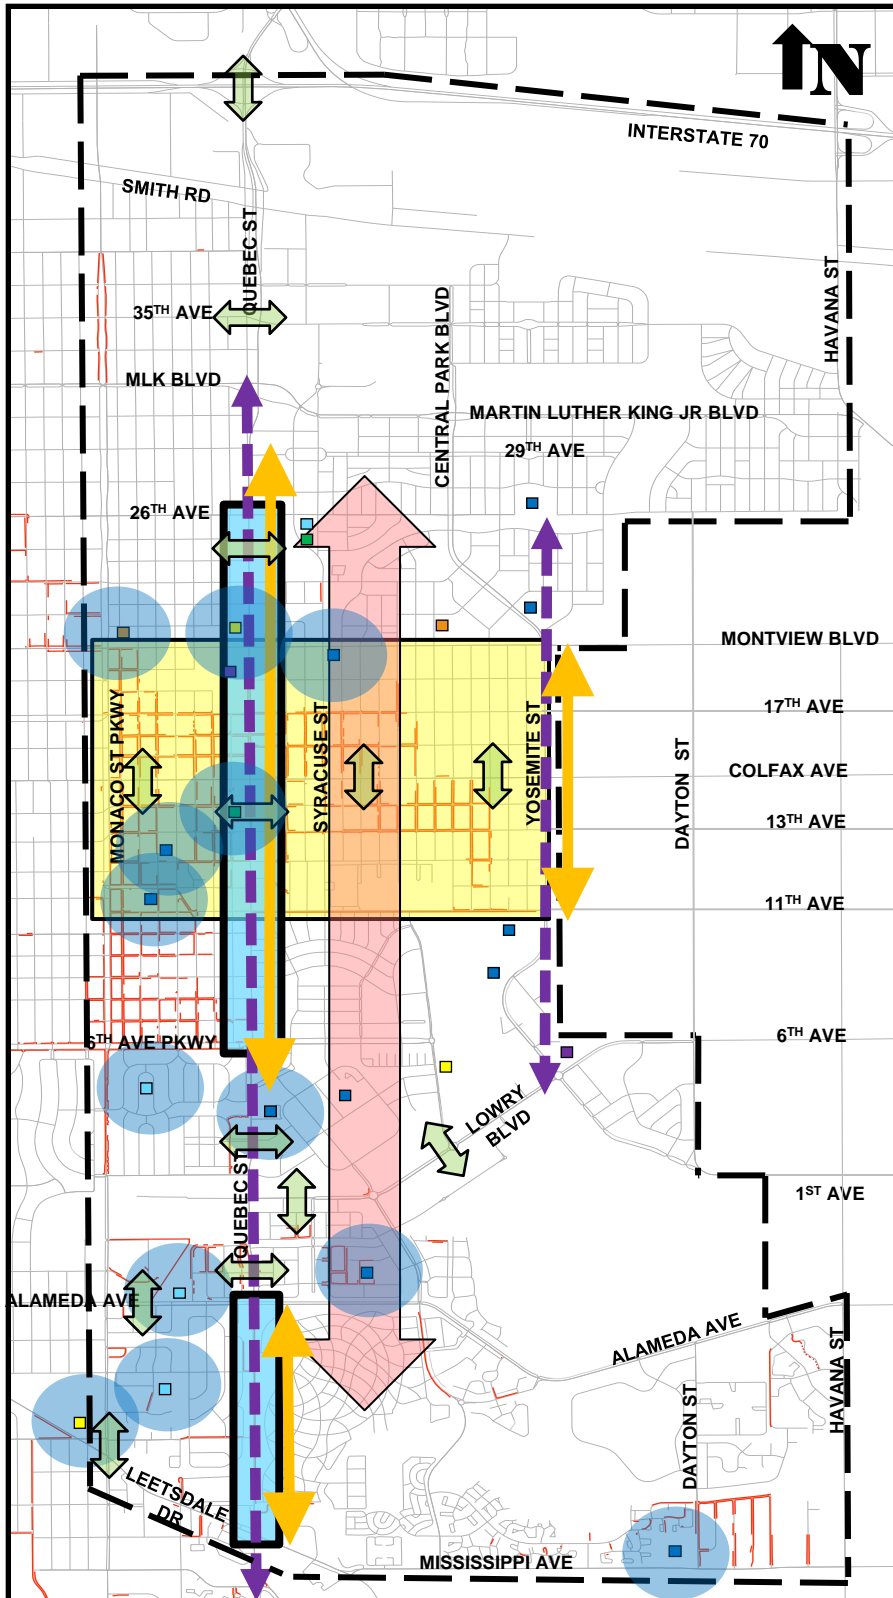 N
INTERSTATE 70
SMITH RD
QUEBEC ST
HAVANA ST
35TH AVE
CENTRAL PARK BLVD
MLK BLVD
MARTIN LUTHER KING JR BLVD
29TH AVE
26TH AVE
MONTVIEW BLVD
MONACO ST PKWY
SYRACUSE ST
YOSEMITE ST
17TH AVE
DAYTON ST
COLFAX AVE
13TH AVE
11TH AVE
6TH AVE PKWY
6TH AVE
LOWRY
BLVD
QUEBEC ST
1ST AVE
ALAMEDA AVE
ALAMEDA AVE
HAVANA ST
DAYTON ST
LEETSDALE
DR
MISSISSIPPI AVE